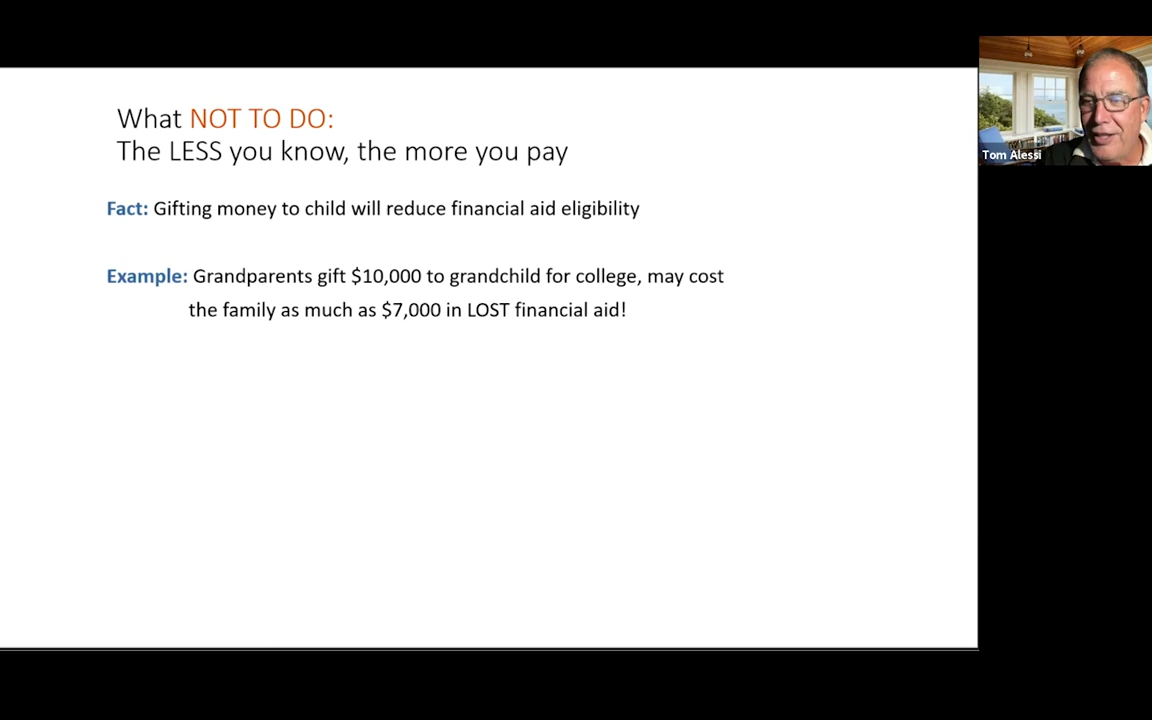 What NOT TO DO:
The LESS you know, the more you pay
Fact: Gifting money to child will reduce financial aid eligibility
Example: Grandparents gift $10,000 to grandchild for college, may cost
the family as much as $7,000 in LOST financial aid!
Tom Alessi